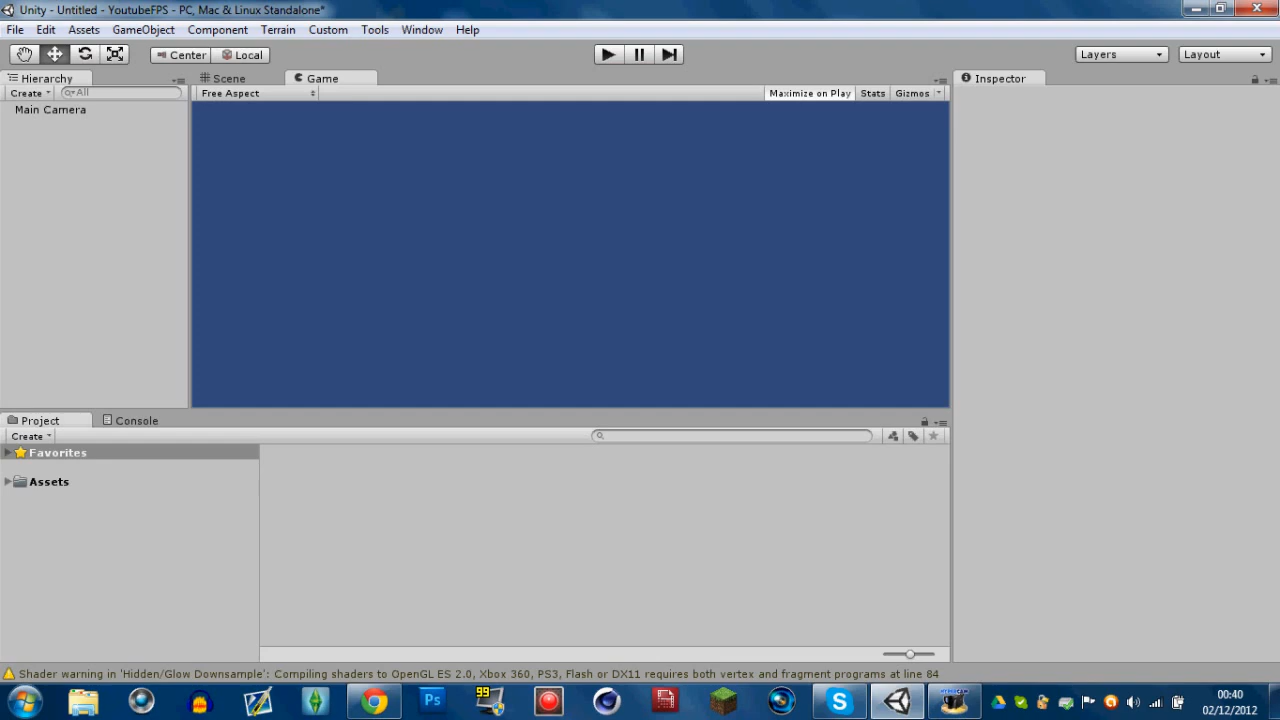 Unity - Untitled - YoutubeFPS - PC, Mac & Linux Standalone*
File Edit Assets GameObject Component Terrain Custom Tools Window Help
Center Local Layers Layout
Hierarchy Scene Game Inspector
Create All Free Aspect Maximize on Play Stats Gizmos
Main Camera
Project Console
Create
Favorites
Assets
Shader warning in 'Hidden/Glow Downsample': Compiling shaders to OpenGL ES 2.0, Xbox 360, PS3, Flash or DX11 requires both vertex and fragment programs at line 84
Ps 99 S 00:40
02/12/2012